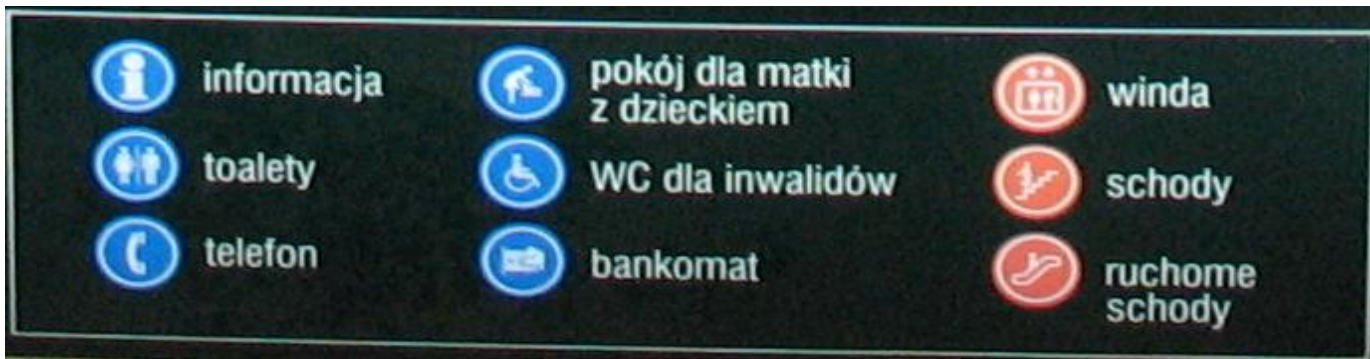 informacja
toalety
telefon
pokój dla matki
z dzieckiem
WC dla inwalidów
bankomat
winda
schody
ruchome
schody